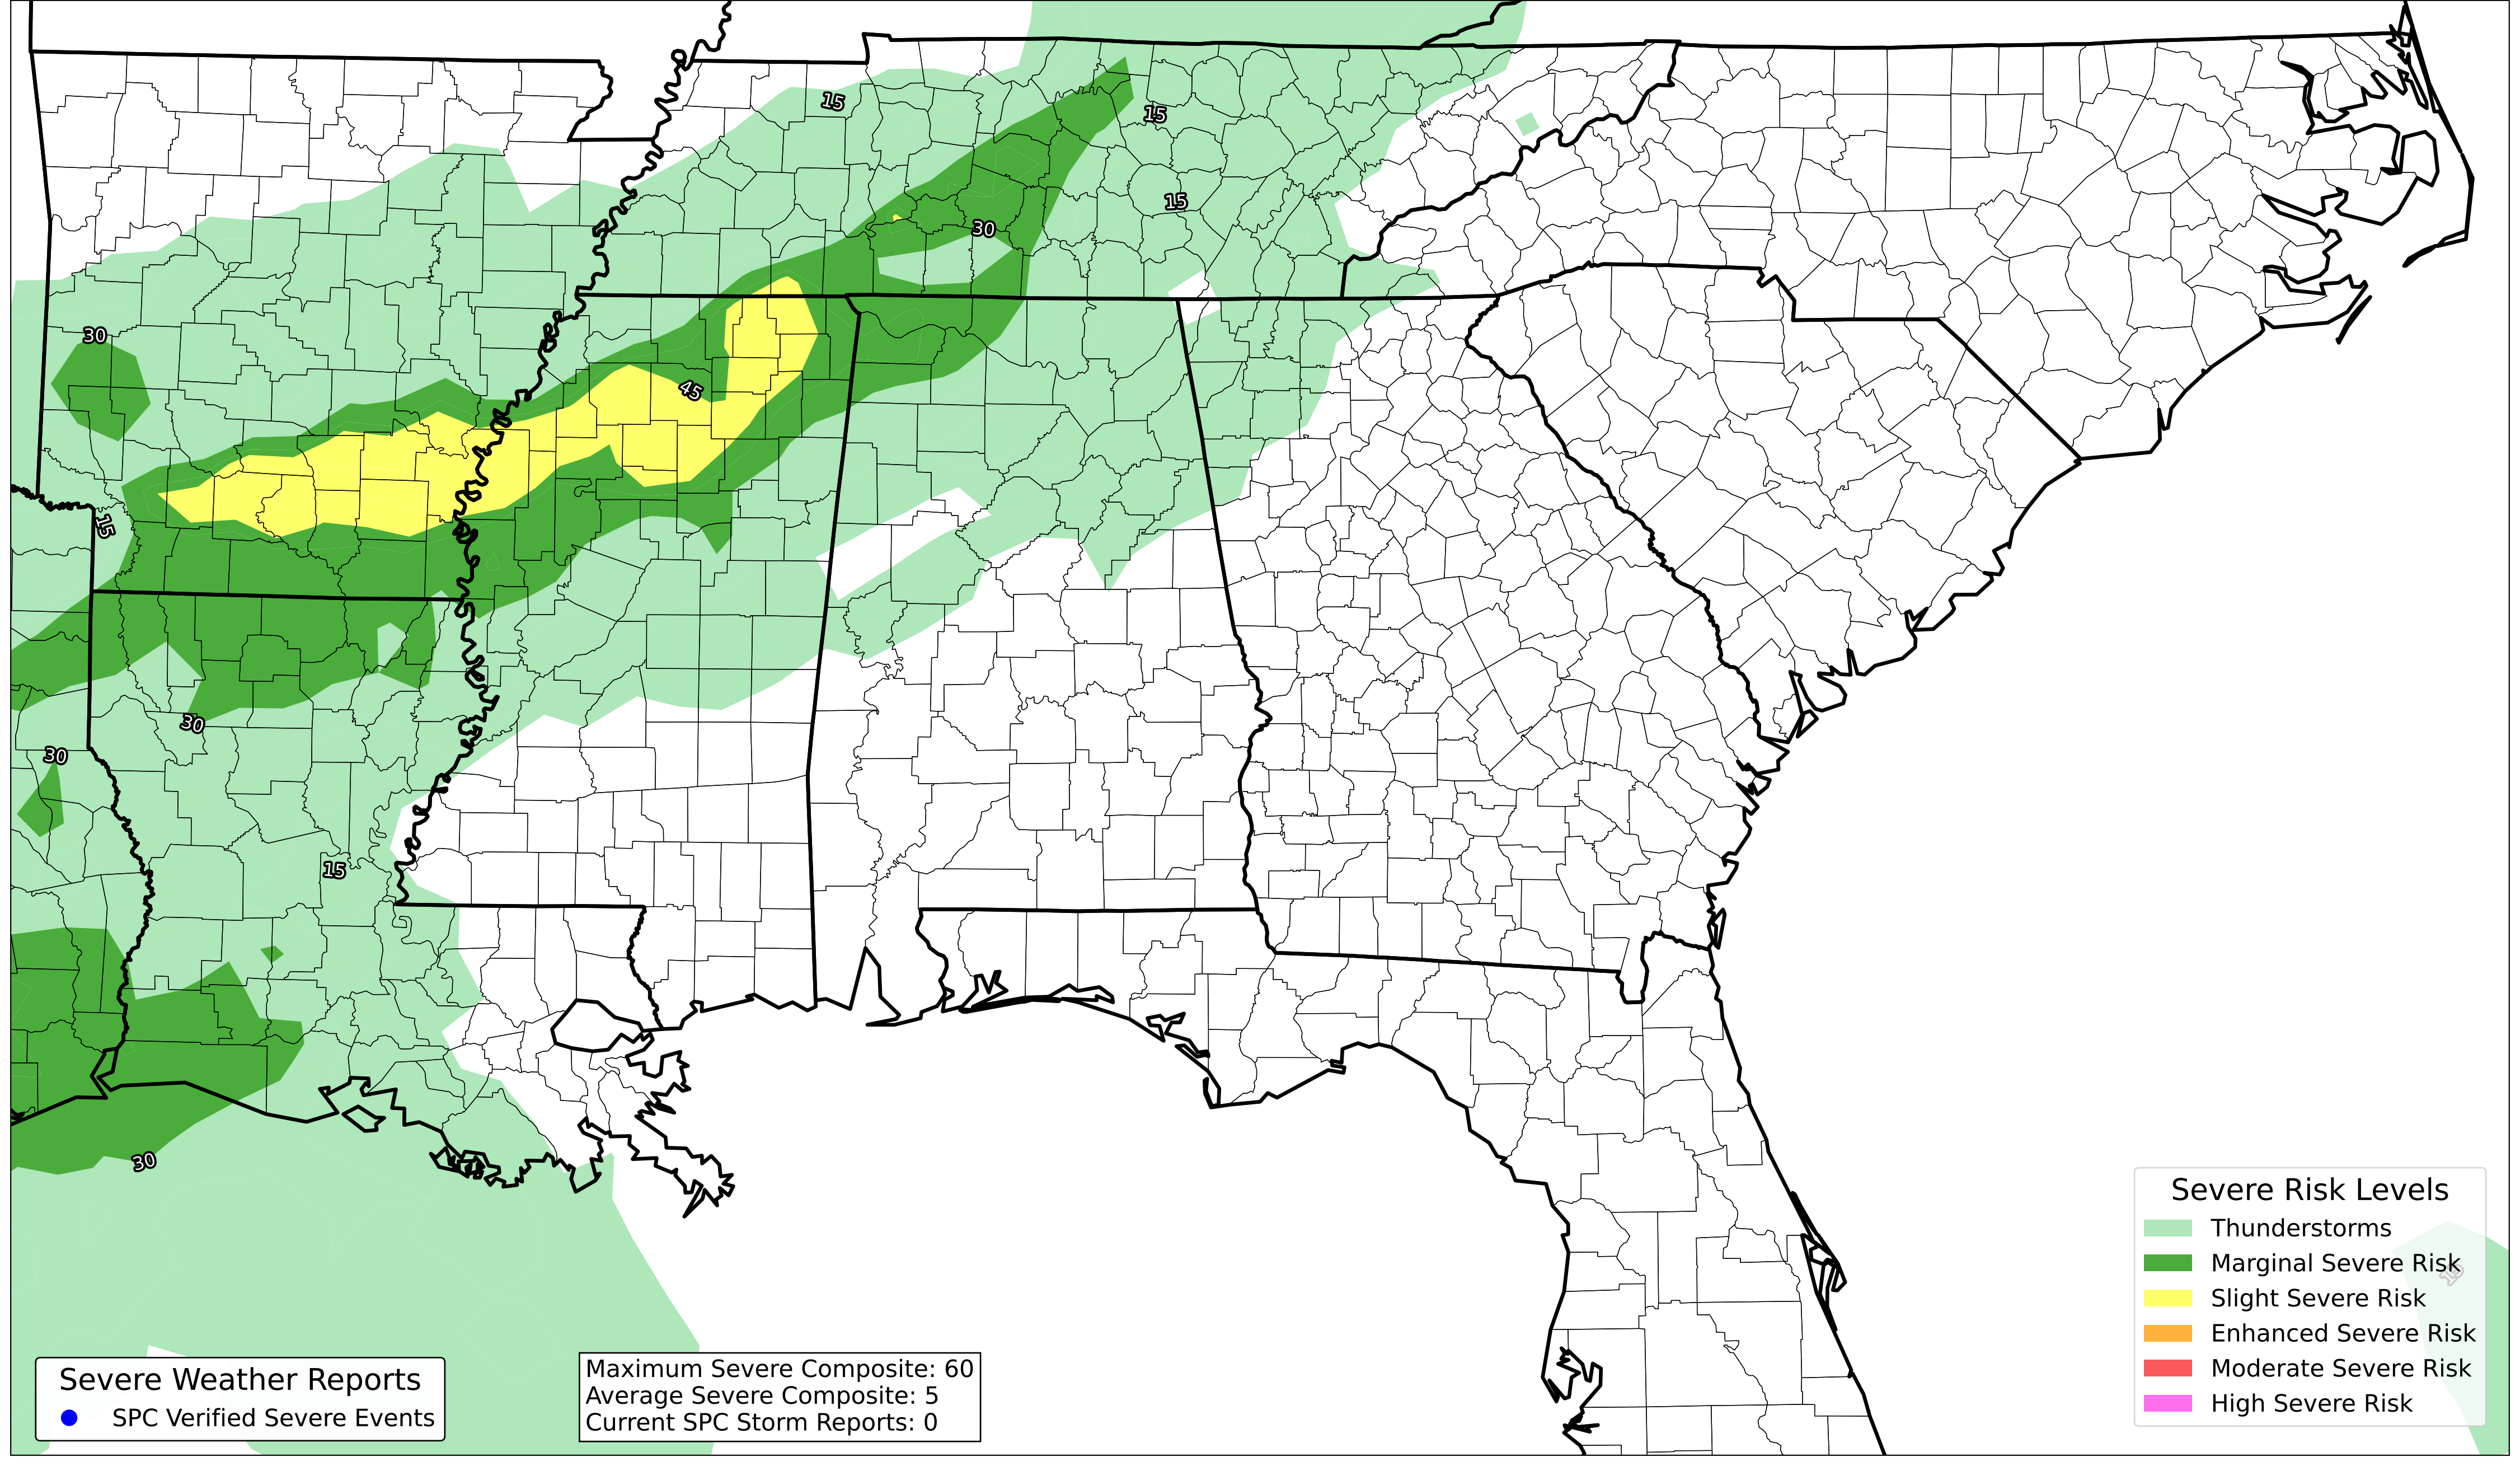 15
15
15
30
30
45
15
30
30
15
30
Severe Risk Levels
Thunderstorms
Marginal Severe Risk
Slight Severe Risk
Enhanced Severe Risk
Moderate Severe Risk
High Severe Risk
Severe Weather Reports
SPC Verified Severe Events
Maximum Severe Composite: 60
Average Severe Composite: 5
Current SPC Storm Reports: 0